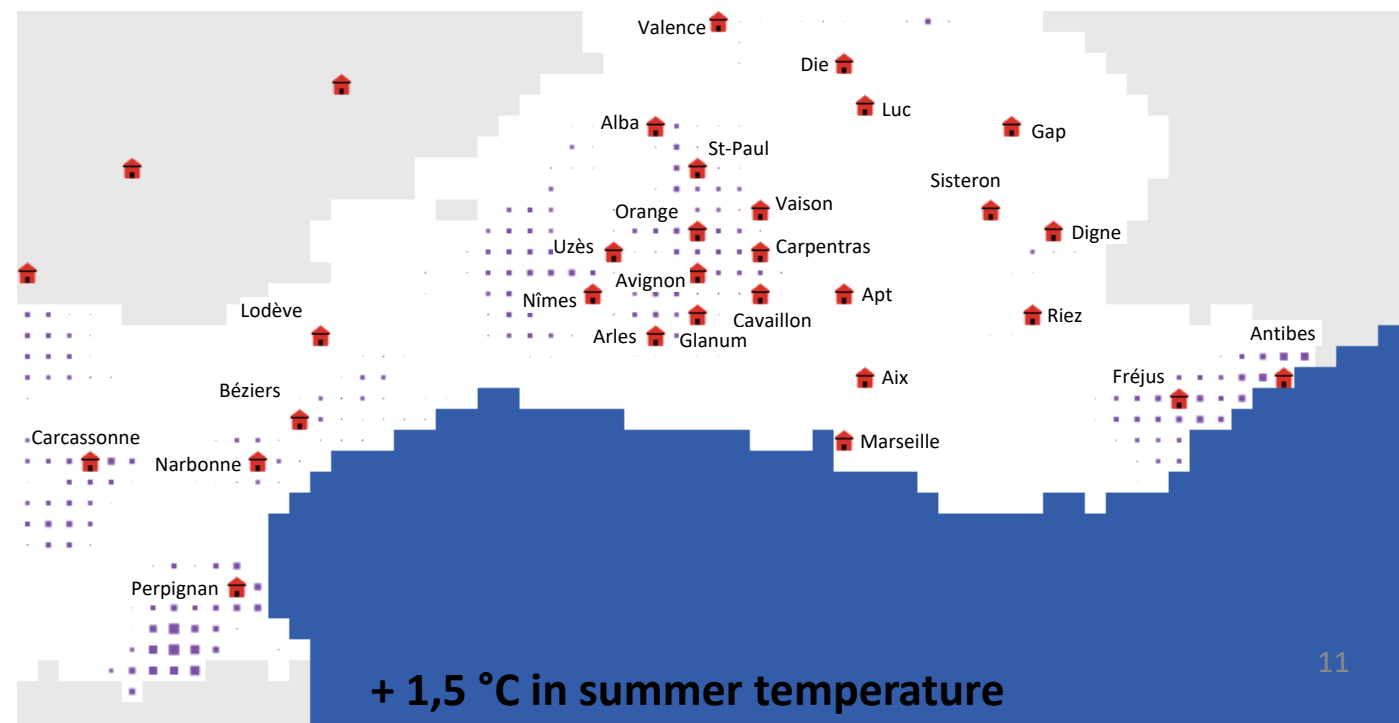 Valence
Die
Luc
Alba
Gap
St-Paul
Sisteron
Vaison
Orange
Digne
Uzès
Carpentras
Avignon
Nîmes
Apt
Lodève
Cavaillon
Riez
Arles
Glanum
Antibes
Béziers
Aix
Fréjus
Carcassonne
Narbonne
Marseille
Perpignan
11
+ 1,5 °C in summer temperature